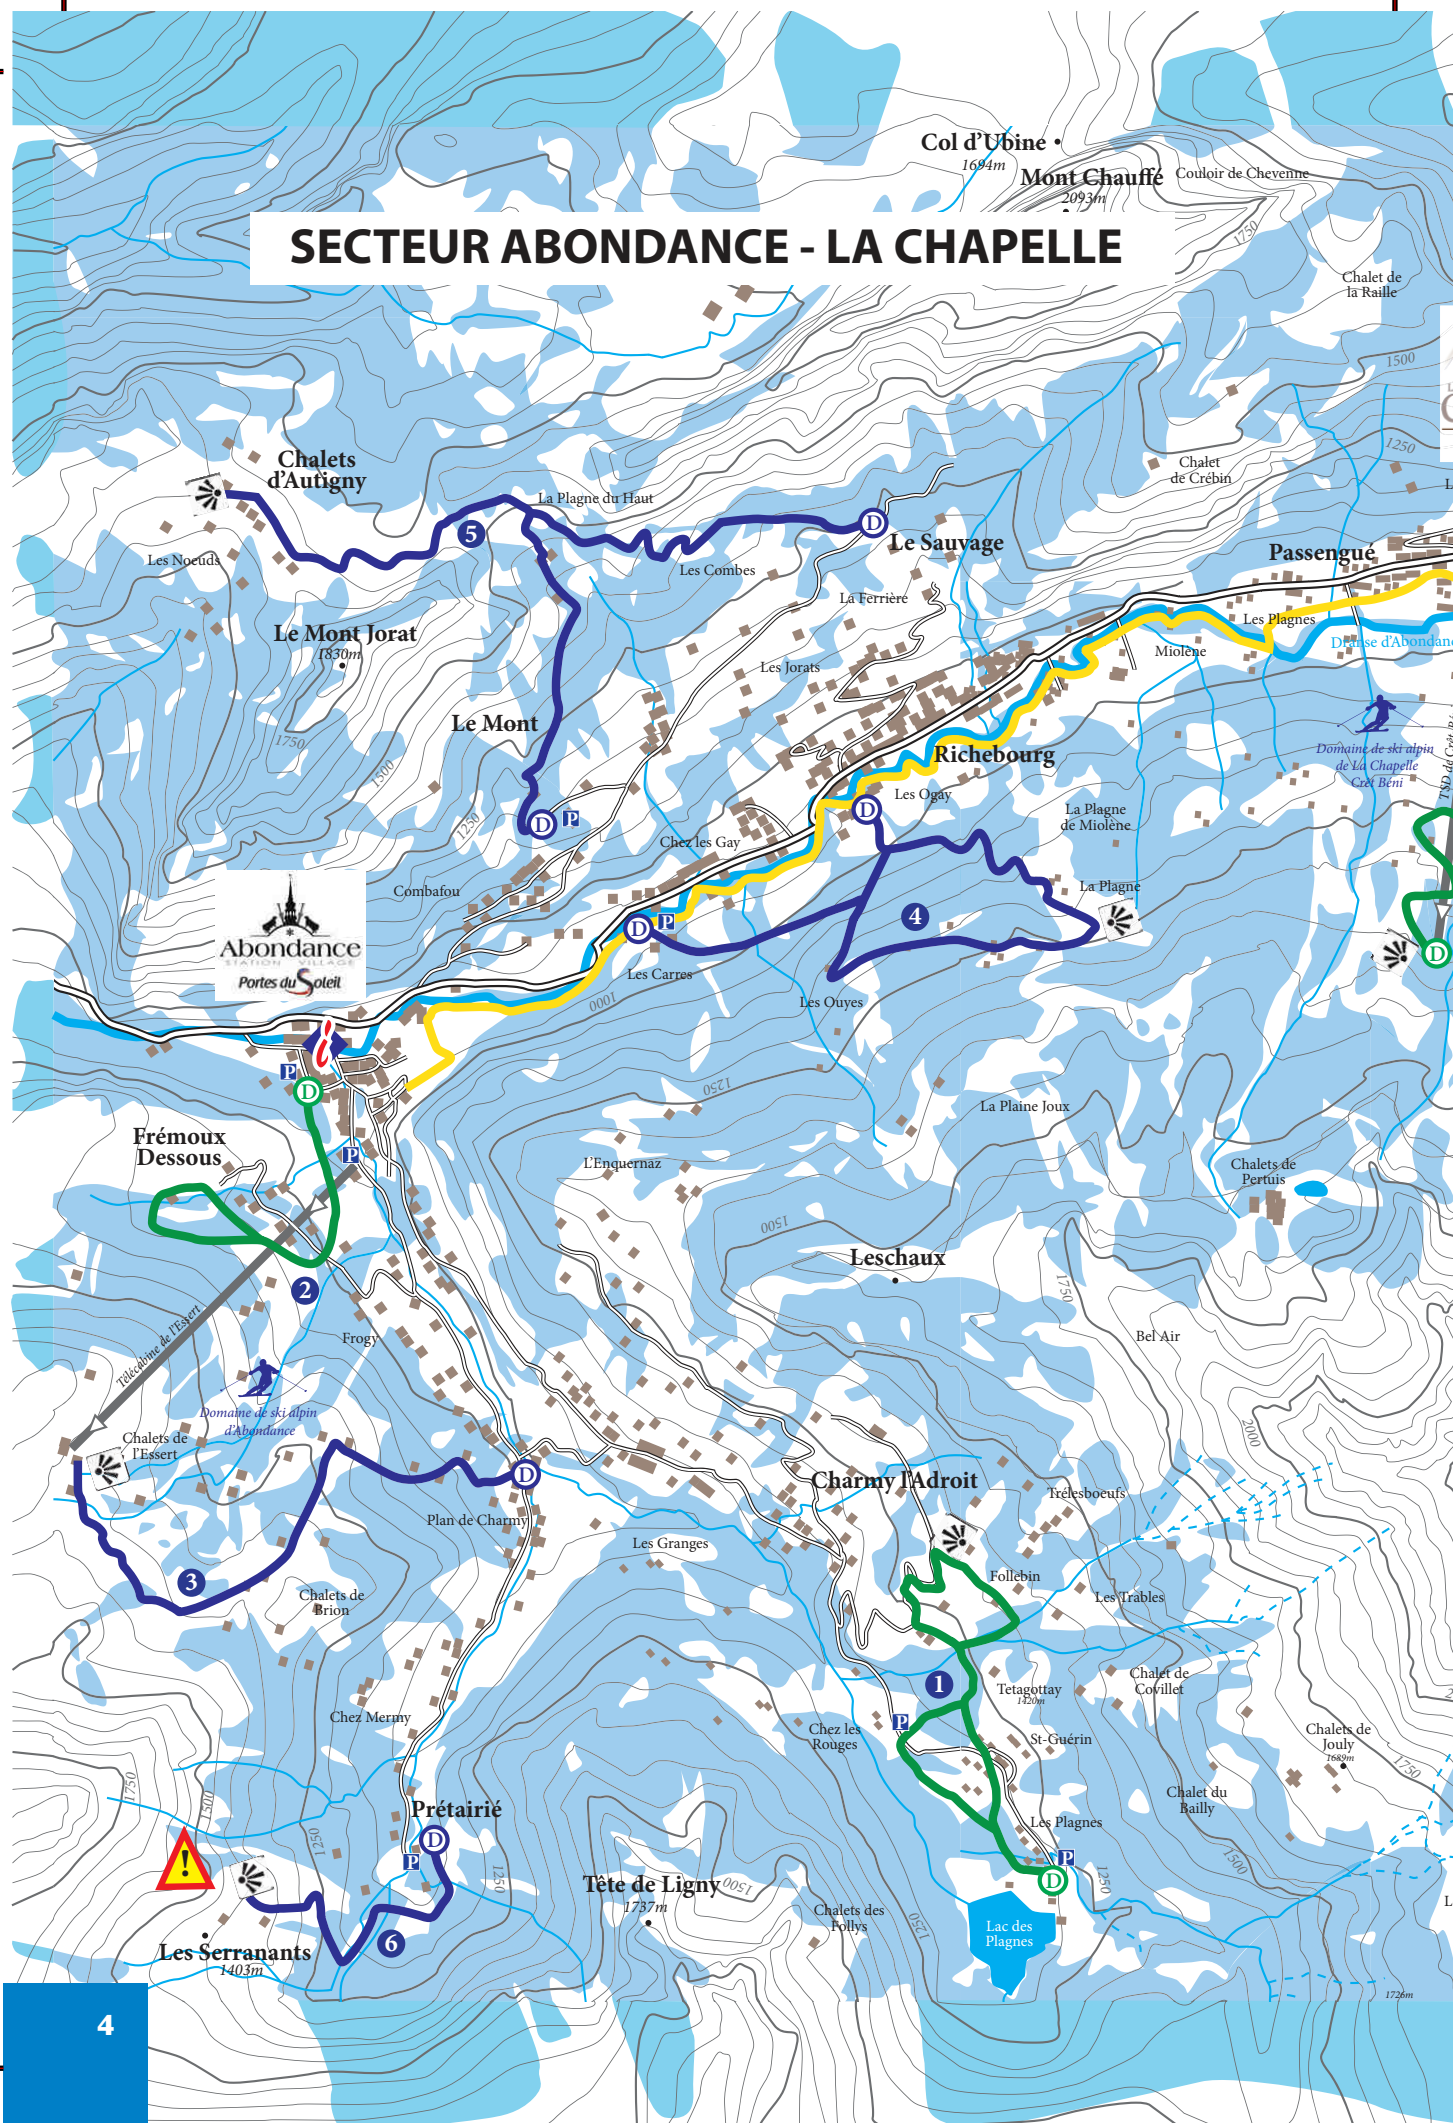 Col d'Ubine
1694m
Mont Chauffé
2093m
Couloir de Chevenne
SECTEUR ABONDANCE - LA CHAPELLE
1750
Chalet de
la Raille
1500
1250
Chalets
d'Autigny
Chalet
de Crébin
La Plagne du Haut
5
D
Le Sauvage
Les Noeuds
Les Combes
Passengué
La Ferrière
Les Plagnes
Le Mont Jorat
1830m
Miolène
Dranse d'Abondan
Les Jorats
Le Mont
1750
1500
Richebourg
Domaine de ski alpin
de La Chapelle
Crêt Béni
Les Ogay
D
La Plagne
de Miolène
D
P
1250
Chez les Gay
Combafou
La Plagne
Abondance
STATION VILLAGE
Portes du Soleil
D
P
4
D
Les Carres
1000
Les Ouyes
P
D
1250
La Plaine Joux
Frémoux
Dessous
P
L'Enquernaz
Chalets de
Pertuis
1500
Leschaux
2
1750
Bel Air
Frogy
Télécabine de l'Essert
Domaine de ski alpin
d'Abondance
2000
Chalets de
l'Essert
D
Charmy l'Adroit
Trélesboeufs
Plan de Charmy
Les Granges
3
Follebin
Chalets de
Brion
Les Trables
1
Tetagottay
1420m
Chalet de
Covillet
Chez Mermy
P
Chez les
Rouges
St-Guérin
Chalets de
Jouly
1689m
1750
1750
1500
Chalet du
Bailly
Prétairié
D
1250
Les Plagnes
!
P
P
1250
1250
1500
D
Tête de Ligny
1737m
1500
Chalets des
Follys
1250
Lac des
Plagnes
6
Les Serranants
1403m
1726m
4